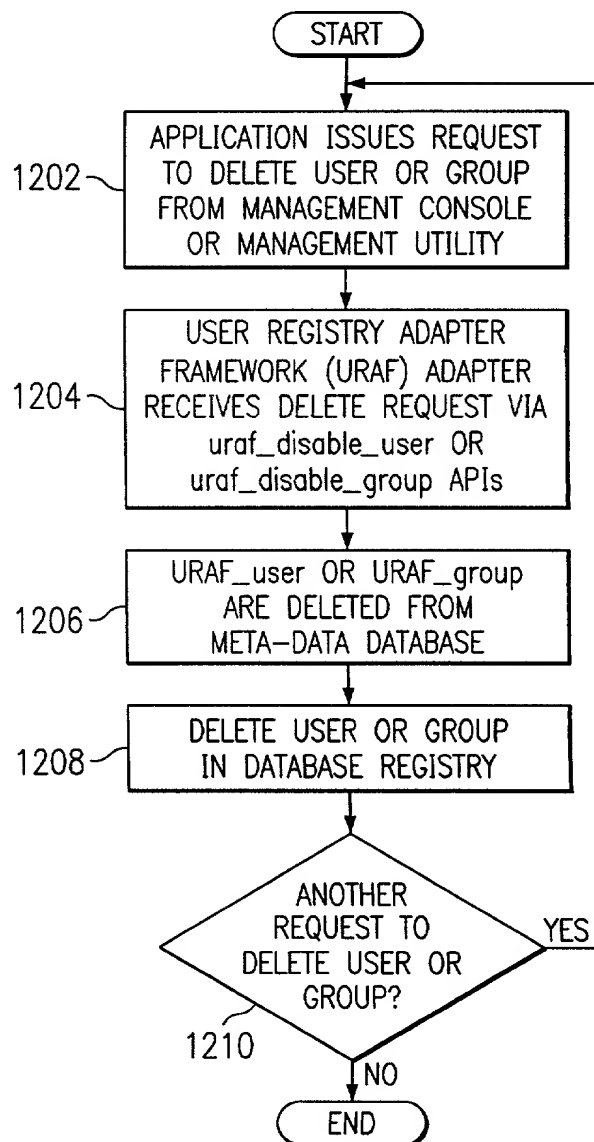 START
APPLICATION ISSUES REQUEST
TO DELETE USER OR GROUP
FROM MANAGEMENT CONSOLE
OR MANAGEMENT UTILITY
1202
USER REGISTRY ADAPTER
FRAMEWORK (URAF) ADAPTER
RECEIVES DELETE REQUEST VIA
uraf_disable_user OR
uraf_disable_group APIs
1204
URAF_user OR URAF_group
ARE DELETED FROM
META-DATA DATABASE
1206
DELETE USER OR GROUP
IN DATABASE REGISTRY
1208
ANOTHER
REQUEST TO
DELETE USER OR
GROUP?
YES
1210
NO
END